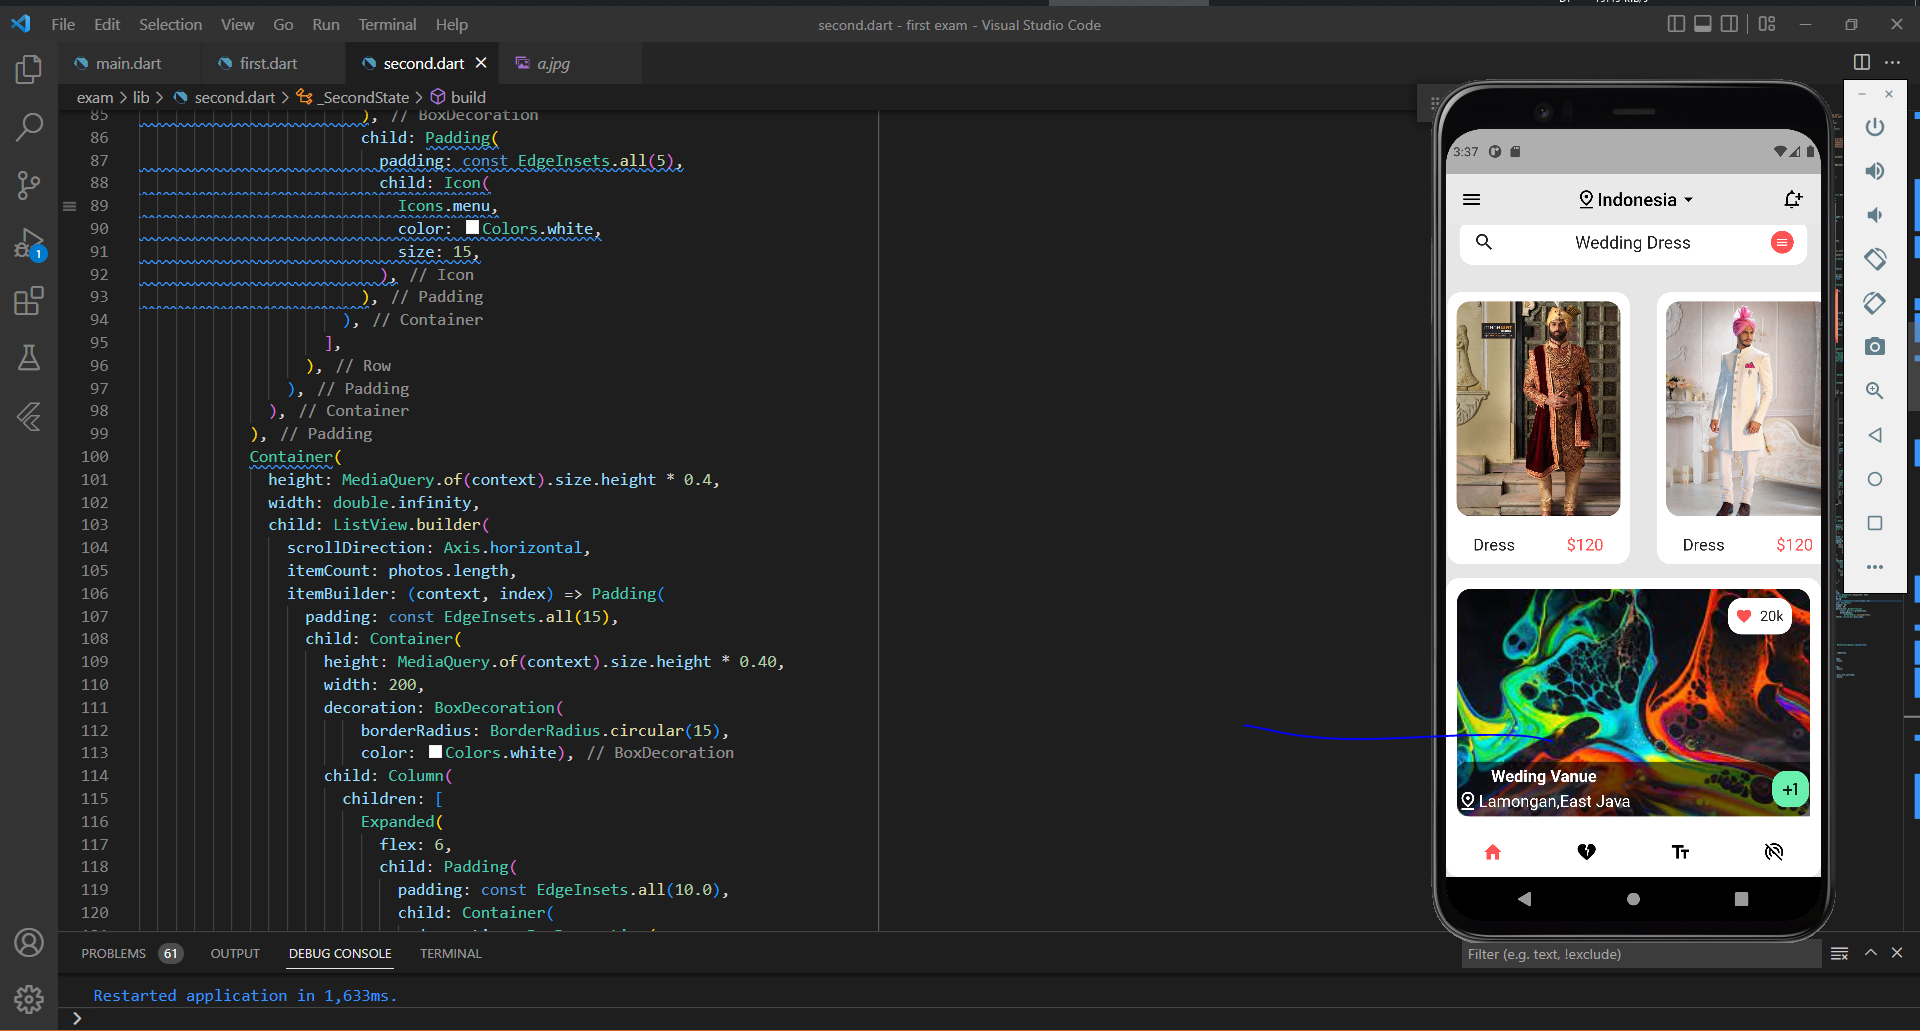 File Edit Selection View Go Run Terminal Help
second.dart - first exam - Visual Studio Code
main.dart
first.dart
second.dart
a.jpg
exam > lib > second.dart > _SecondState > build
85 ), // BoxDecoration
86 child: Padding(
87 padding: const EdgeInsets.all(5),
88 child: Icon(
89 Icons.menu,
90 color: Colors.white,
91 size: 15,
92 ), // Icon
93 ), // Padding
94 ), // Container
95 ],
96 ), // Row
97 ), // Padding
98 ), // Container
99 ), // Padding
100 Container(
101 height: MediaQuery.of(context).size.height * 0.4,
102 width: double.infinity,
103 child: ListView.builder(
104 scrollDirection: Axis.horizontal,
105 itemCount: photos.length,
106 itemBuilder: (context, index) => Padding(
107 padding: const EdgeInsets.all(15),
108 child: Container(
109 height: MediaQuery.of(context).size.height * 0.40,
110 width: 200,
111 decoration: BoxDecoration(
112 borderRadius: BorderRadius.circular(15),
113 color: Colors.white), // BoxDecoration
114 child: Column(
115 children: [
116 Expanded(
117 flex: 6,
118 child: Padding(
119 padding: const EdgeInsets.all(10.0),
120 child: Container(
1
PROBLEMS 61 OUTPUT DEBUG CONSOLE TERMINAL
Filter (e.g. text, !exclude)
Restarted application in 1,633ms.
3:37
Indonesia
Wedding Dress
Dress $120
Dress $120
20k
Weding Vanue
Lamongan,East Java
+1